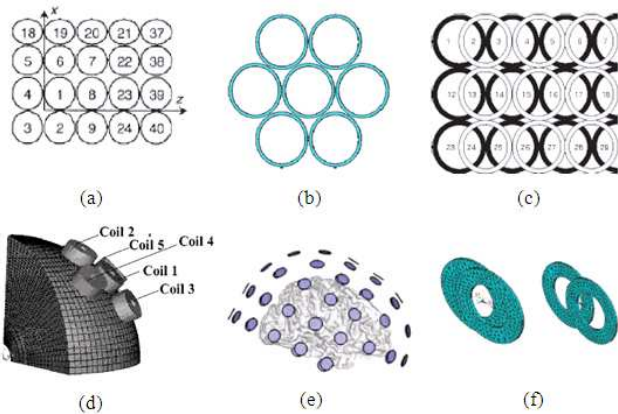 x
18 19 20 21 37
5 6 7 22 38
4 1 8 23 39
z
3 2 9 24 40
(a)
(b)
1 2 3 4 5 6 7
12 13 14 15 16 17 18
23 24 25 26 27 28 29
(c)
Coil 2
Coil 5
Coil 4
Coil 1
Coil 3
(d)
(e)
(f)